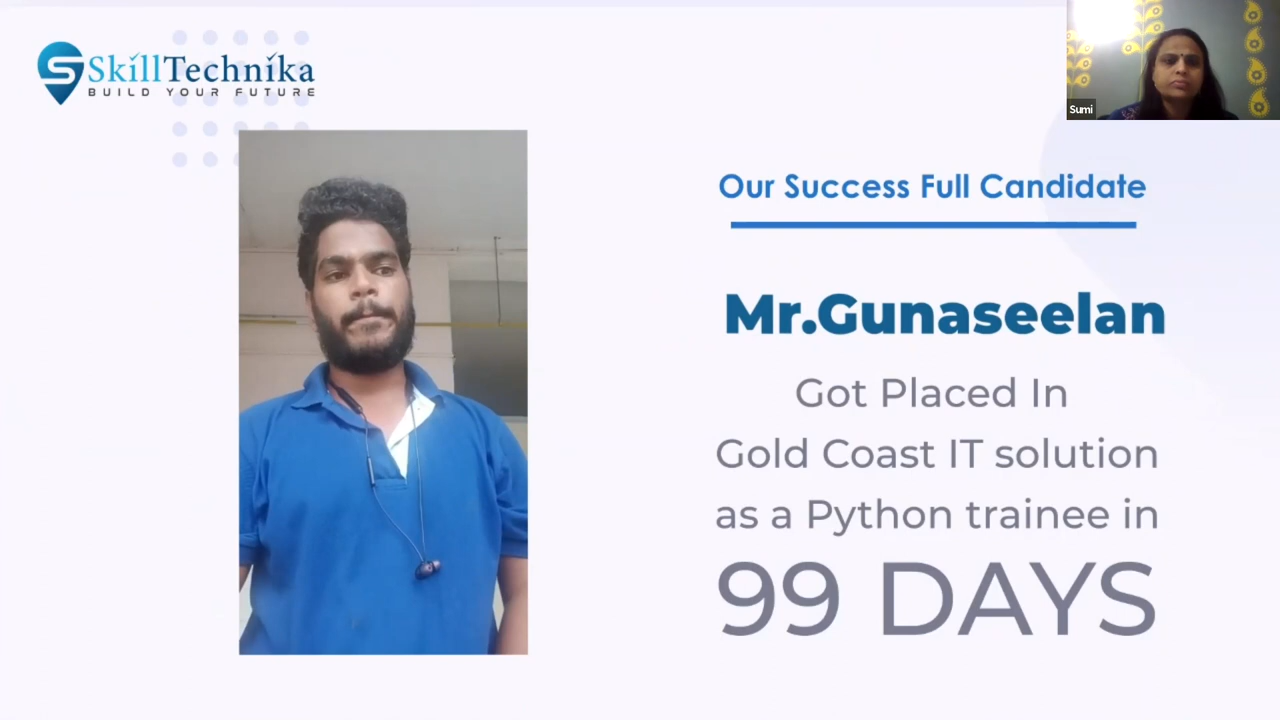 SkillTechnika
BUILD YOUR FUTURE
Sumi
Our Success Full Candidate
Mr.Gunaseelan
Got Placed In
Gold Coast IT solution
as a Python trainee in
99 DAYS